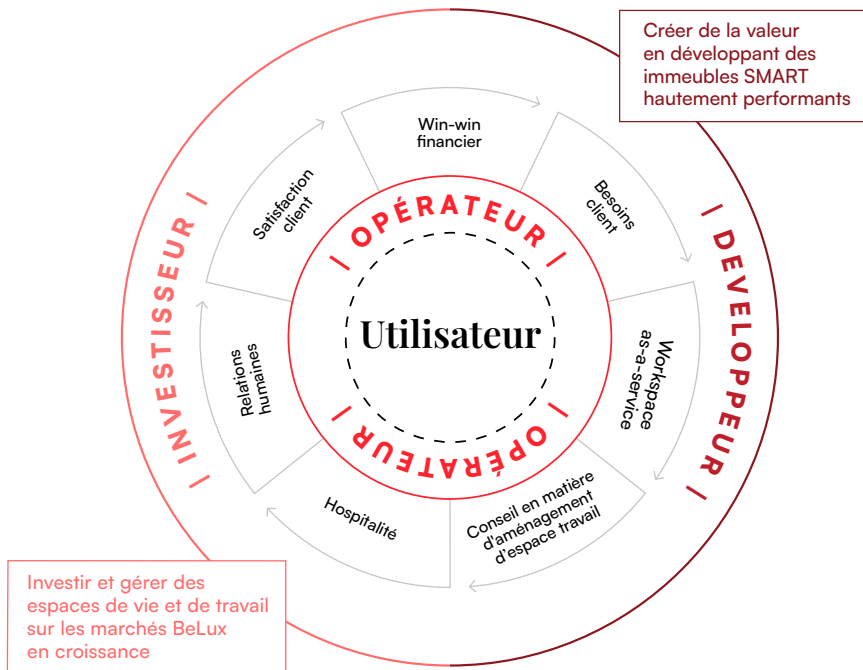 Créer de la valeur
en développant des
immeubles SMART
hautement performants
Win-win
financier
Besoins
client
Workspace
as-a-service
Conseil en matière
d'aménagement
d'espace travail
Hospitalité
Relations
humaines
Satisfaction
client
| OPÉRATEUR |
Utilisateur
| OPÉRATEUR |
| INVESTISSEUR |
| DEVELOPPEUR |
Investir et gérer des
espaces de vie et de travail
sur les marchés BeLux
en croissance